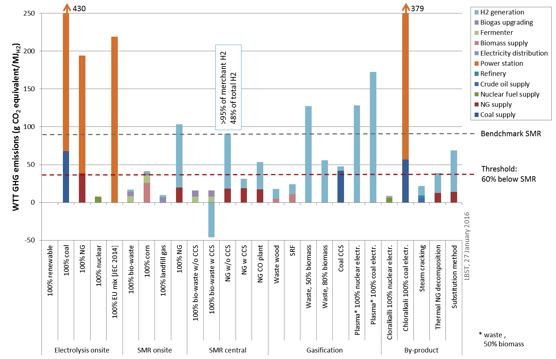 430
379
250
200
150
100
50
0
-50
WTT GHG emissions (g CO2 equivalent/MJH2)
>95% of merchant H2
48% of total H2
H2 generation
Biogas upgrading
Fermenter
Biomass supply
Electricity distribution
Power station
Refinery
Crude oil supply
Nuclear fuel supply
NG supply
Coal supply
Bendchmark SMR
Threshold:
60% below SMR
LBST, 27 January 2016
100% renewable
100% coal
100% NG
100% nuclear
100% EU mix [JEC 2014]
100% bio-waste
100% corn
100% landfill gas
100% NG
100% bio-waste w/o CCS
100% bio-waste w CCS
NG w/o CCS
NG w CCS
NG CO plant
Waste wood
SRF
Waste, 50% biomass
Waste, 80% biomass
Coal CCS
Plasma* 100% nuclear electr.
Plasma* 100% coal electr.
Cloralkali 100% nuclear electr.
Chloralkali 100% coal electr.
Steam cracking
Thermal NG decomposition
Substitution method
Electrolysis onsite
SMR onsite
SMR central
Gasification
By-product
* waste ,
50% biomass